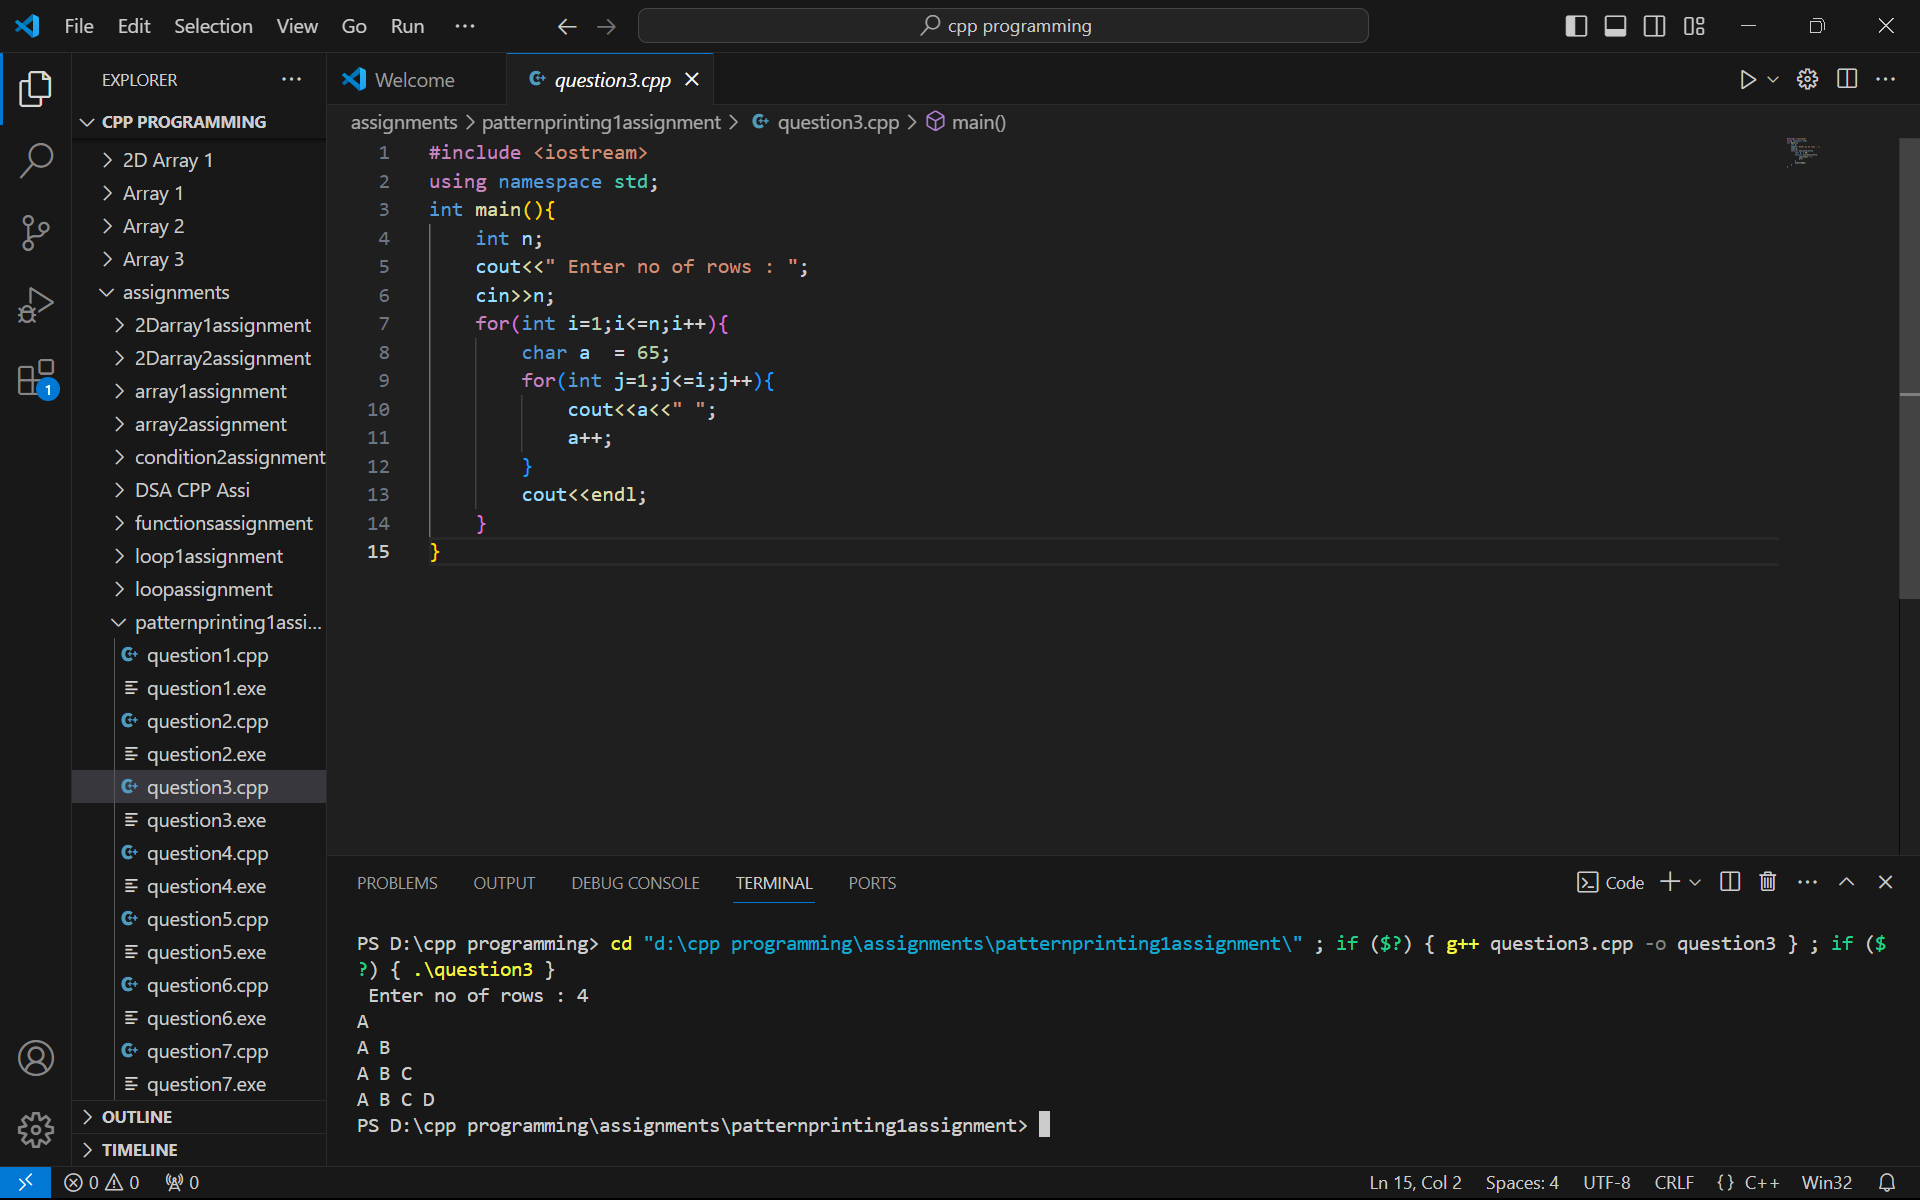 File Edit Selection View Go Run ···
cpp programming
EXPLORER
CPP PROGRAMMING
2D Array 1
Array 1
Array 2
Array 3
assignments
2Darray1assignment
2Darray2assignment
array1assignment
array2assignment
condition2assignment
DSA CPP Assi
functionsassignment
loop1assignment
loopassignment
patternprinting1assi...
question1.cpp
question1.exe
question2.cpp
question2.exe
question3.cpp
question3.exe
question4.cpp
question4.exe
question5.cpp
question5.exe
question6.cpp
question6.exe
question7.cpp
question7.exe
OUTLINE
TIMELINE
1
Welcome question3.cpp
assignments > patternprinting1assignment > question3.cpp > main()
1 #include <iostream>
2 using namespace std;
3 int main(){
4     int n;
5     cout<<" Enter no of rows : ";
6     cin>>n;
7     for(int i=1;i<=n;i++){
8         char a  = 65;
9         for(int j=1;j<=i;j++){
10             cout<<a<<" ";
11             a++;
12         }
13         cout<<endl;
14     }
15 }
PROBLEMS OUTPUT DEBUG CONSOLE TERMINAL PORTS
Code
PS D:\cpp programming> cd "d:\cpp programming\assignments\patternprinting1assignment\" ; if ($?) { g++ question3.cpp -o question3 } ; if ($
?) { .\question3 }
 Enter no of rows : 4
A
A B
A B C
A B C D
PS D:\cpp programming\assignments\patternprinting1assignment>
0 0 0
Ln 15, Col 2 Spaces: 4 UTF-8 CRLF {} C++ Win32